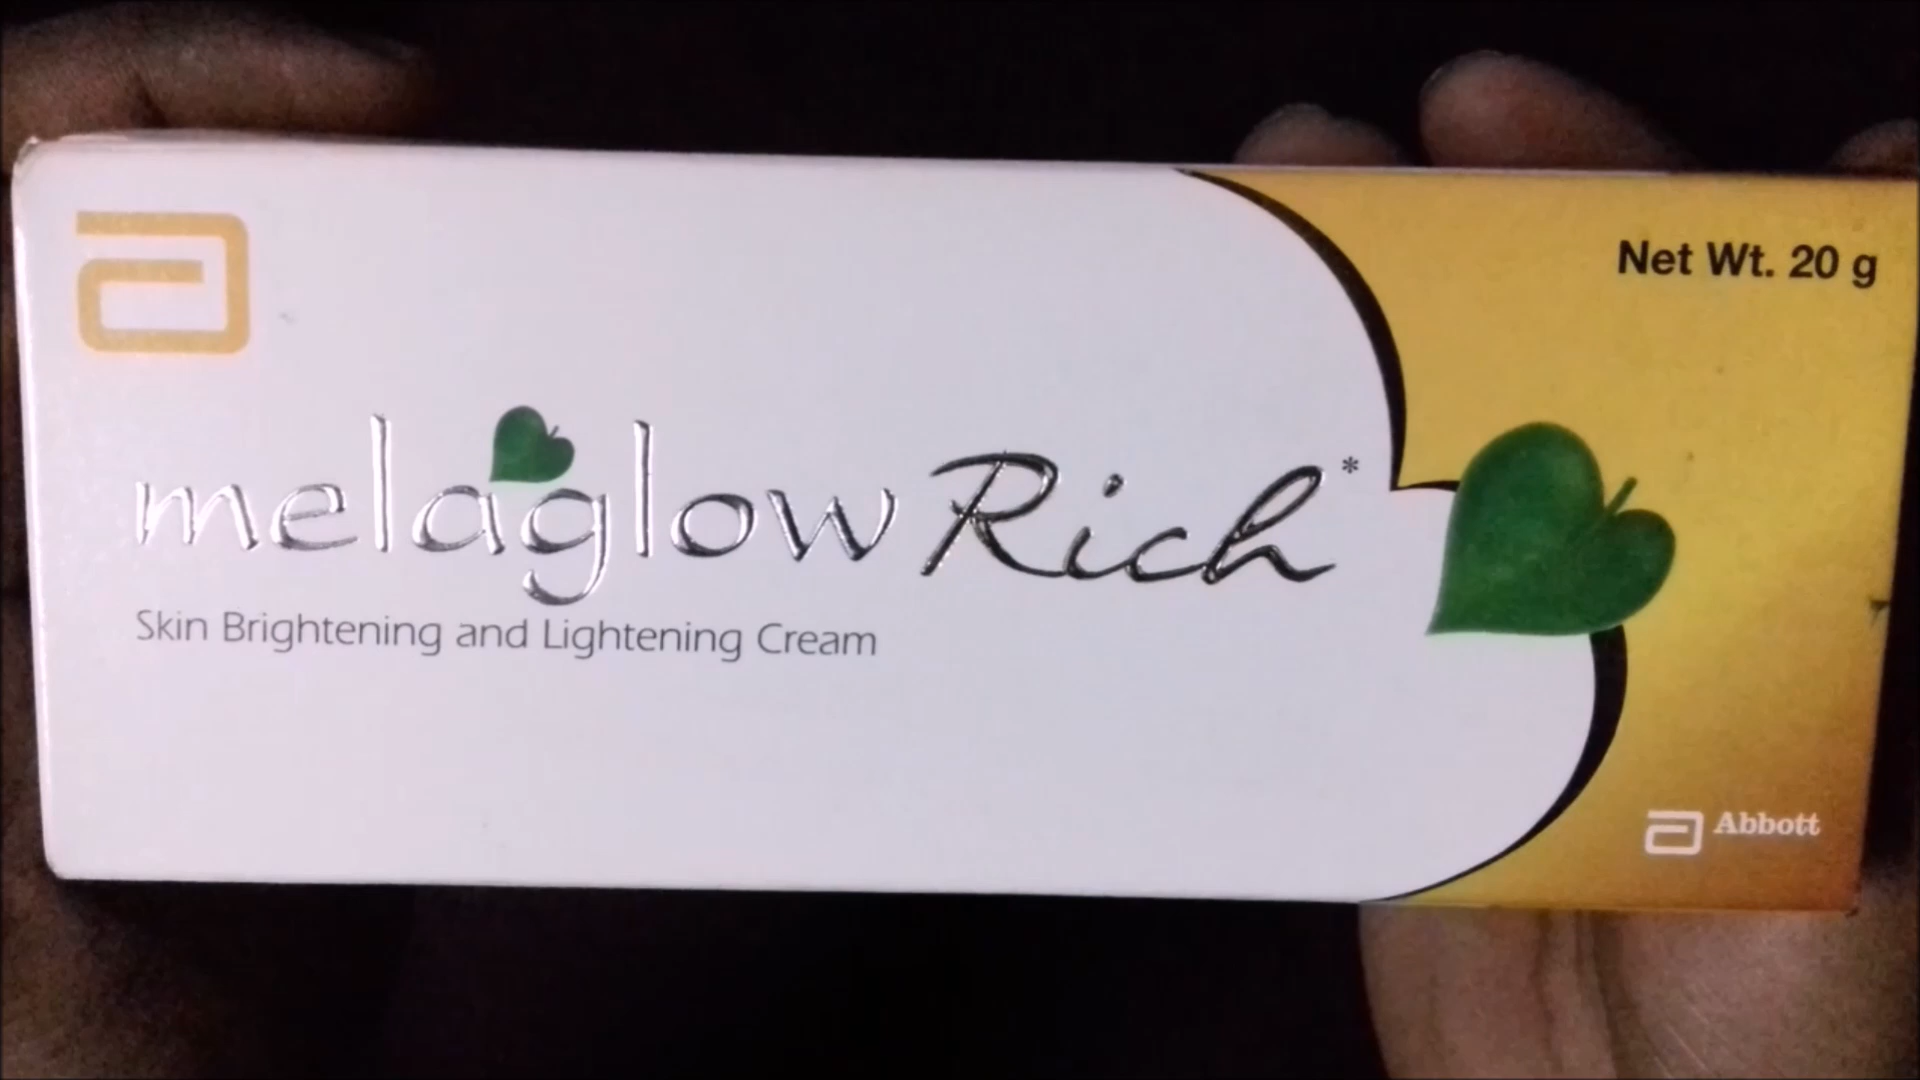 Net Wt. 20 g
melaglow Rich*
Skin Brightening and Lightening Cream
Abbott